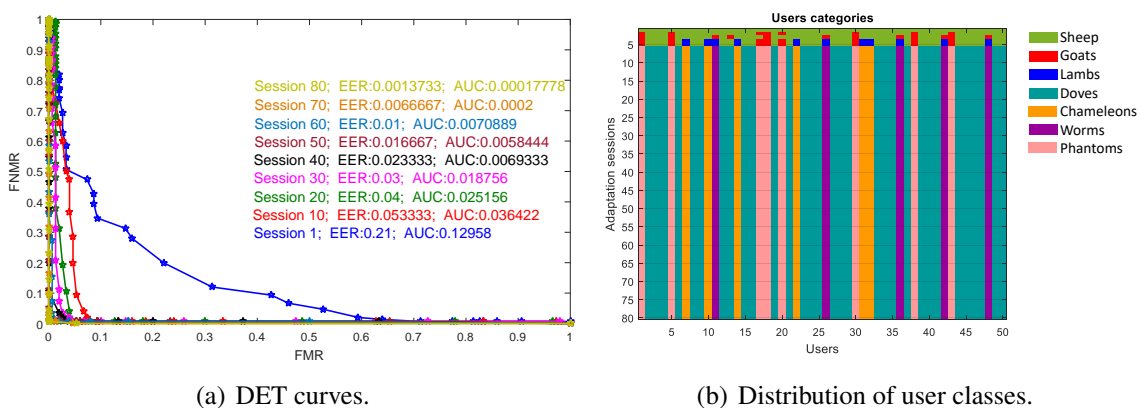 1
0.9
0.8
0.7
0.6
0.5
0.4
0.3
0.2
0.1
0
FNMR
Session 80; EER:0.0013733; AUC:0.00017778
Session 70; EER:0.0066667; AUC:0.0002
Session 60; EER:0.01; AUC:0.0070889
Session 50; EER:0.016667; AUC:0.0058444
Session 40; EER:0.023333; AUC:0.0069333
Session 30; EER:0.03; AUC:0.018756
Session 20; EER:0.04; AUC:0.025156
Session 10; EER:0.053333; AUC:0.036422
Session 1; EER:0.21; AUC:0.12958
0 0.1 0.2 0.3 0.4 0.5 0.6 0.7 0.8 0.9 1
FMR
(a) DET curves.
Users categories
5
10
15
20
25
30
35
40
45
50
55
60
65
70
75
80
Adaptation sessions
5 10 15 20 25 30 35 40 45 50
Users
Sheep
Goats
Lambs
Doves
Chameleons
Worms
Phantoms
(b) Distribution of user classes.